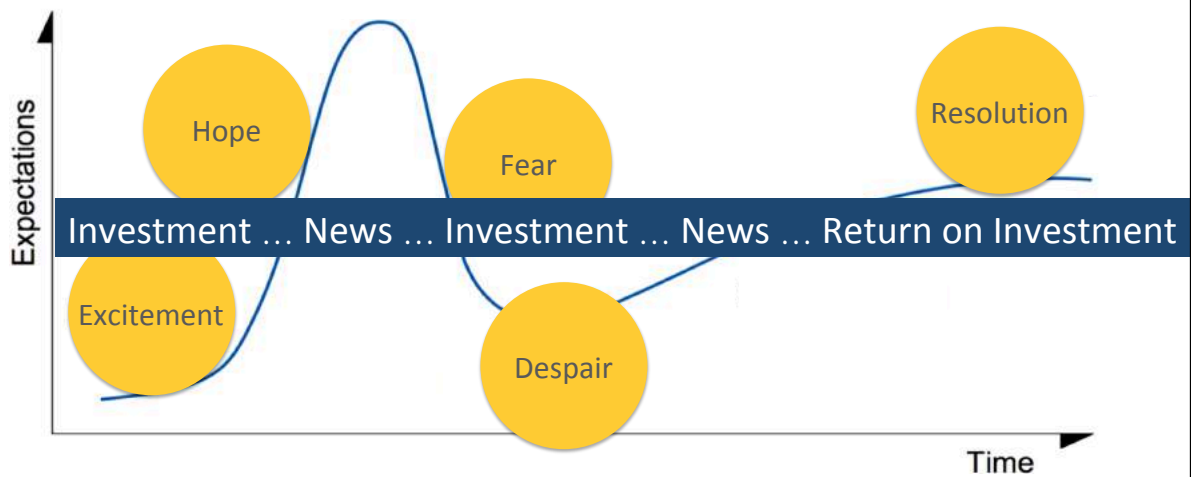 Expectations
Hope
Fear
Resolution
Investment … News … Investment … News … Return on Investment
Excitement
Despair
Time